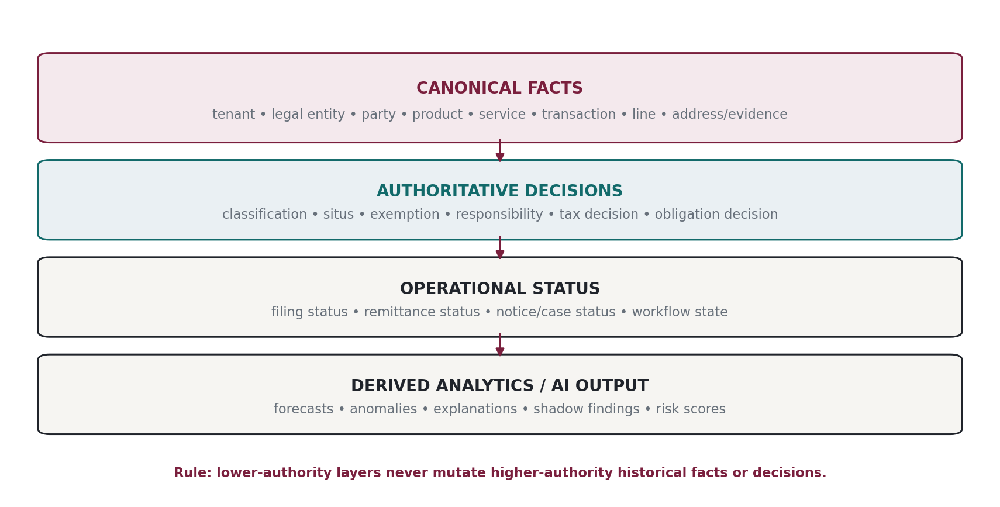 CANONICAL FACTS
tenant • legal entity • party • product • service • transaction • line • address/evidence
AUTHORITATIVE DECISIONS
classification • situs • exemption • responsibility • tax decision • obligation decision
OPERATIONAL STATUS
filing status • remittance status • notice/case status • workflow state
DERIVED ANALYTICS / AI OUTPUT
forecasts • anomalies • explanations • shadow findings • risk scores
Rule: lower-authority layers never mutate higher-authority historical facts or decisions.